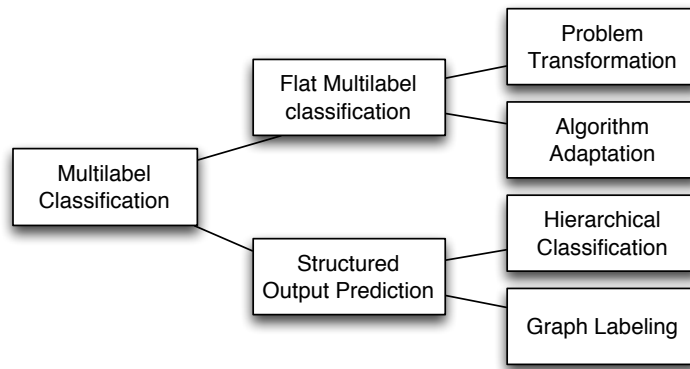 Multilabel
Classification
Flat Multilabel
classification
Structured
Output Prediction
Problem
Transformation
Algorithm
Adaptation
Hierarchical
Classification
Graph Labeling